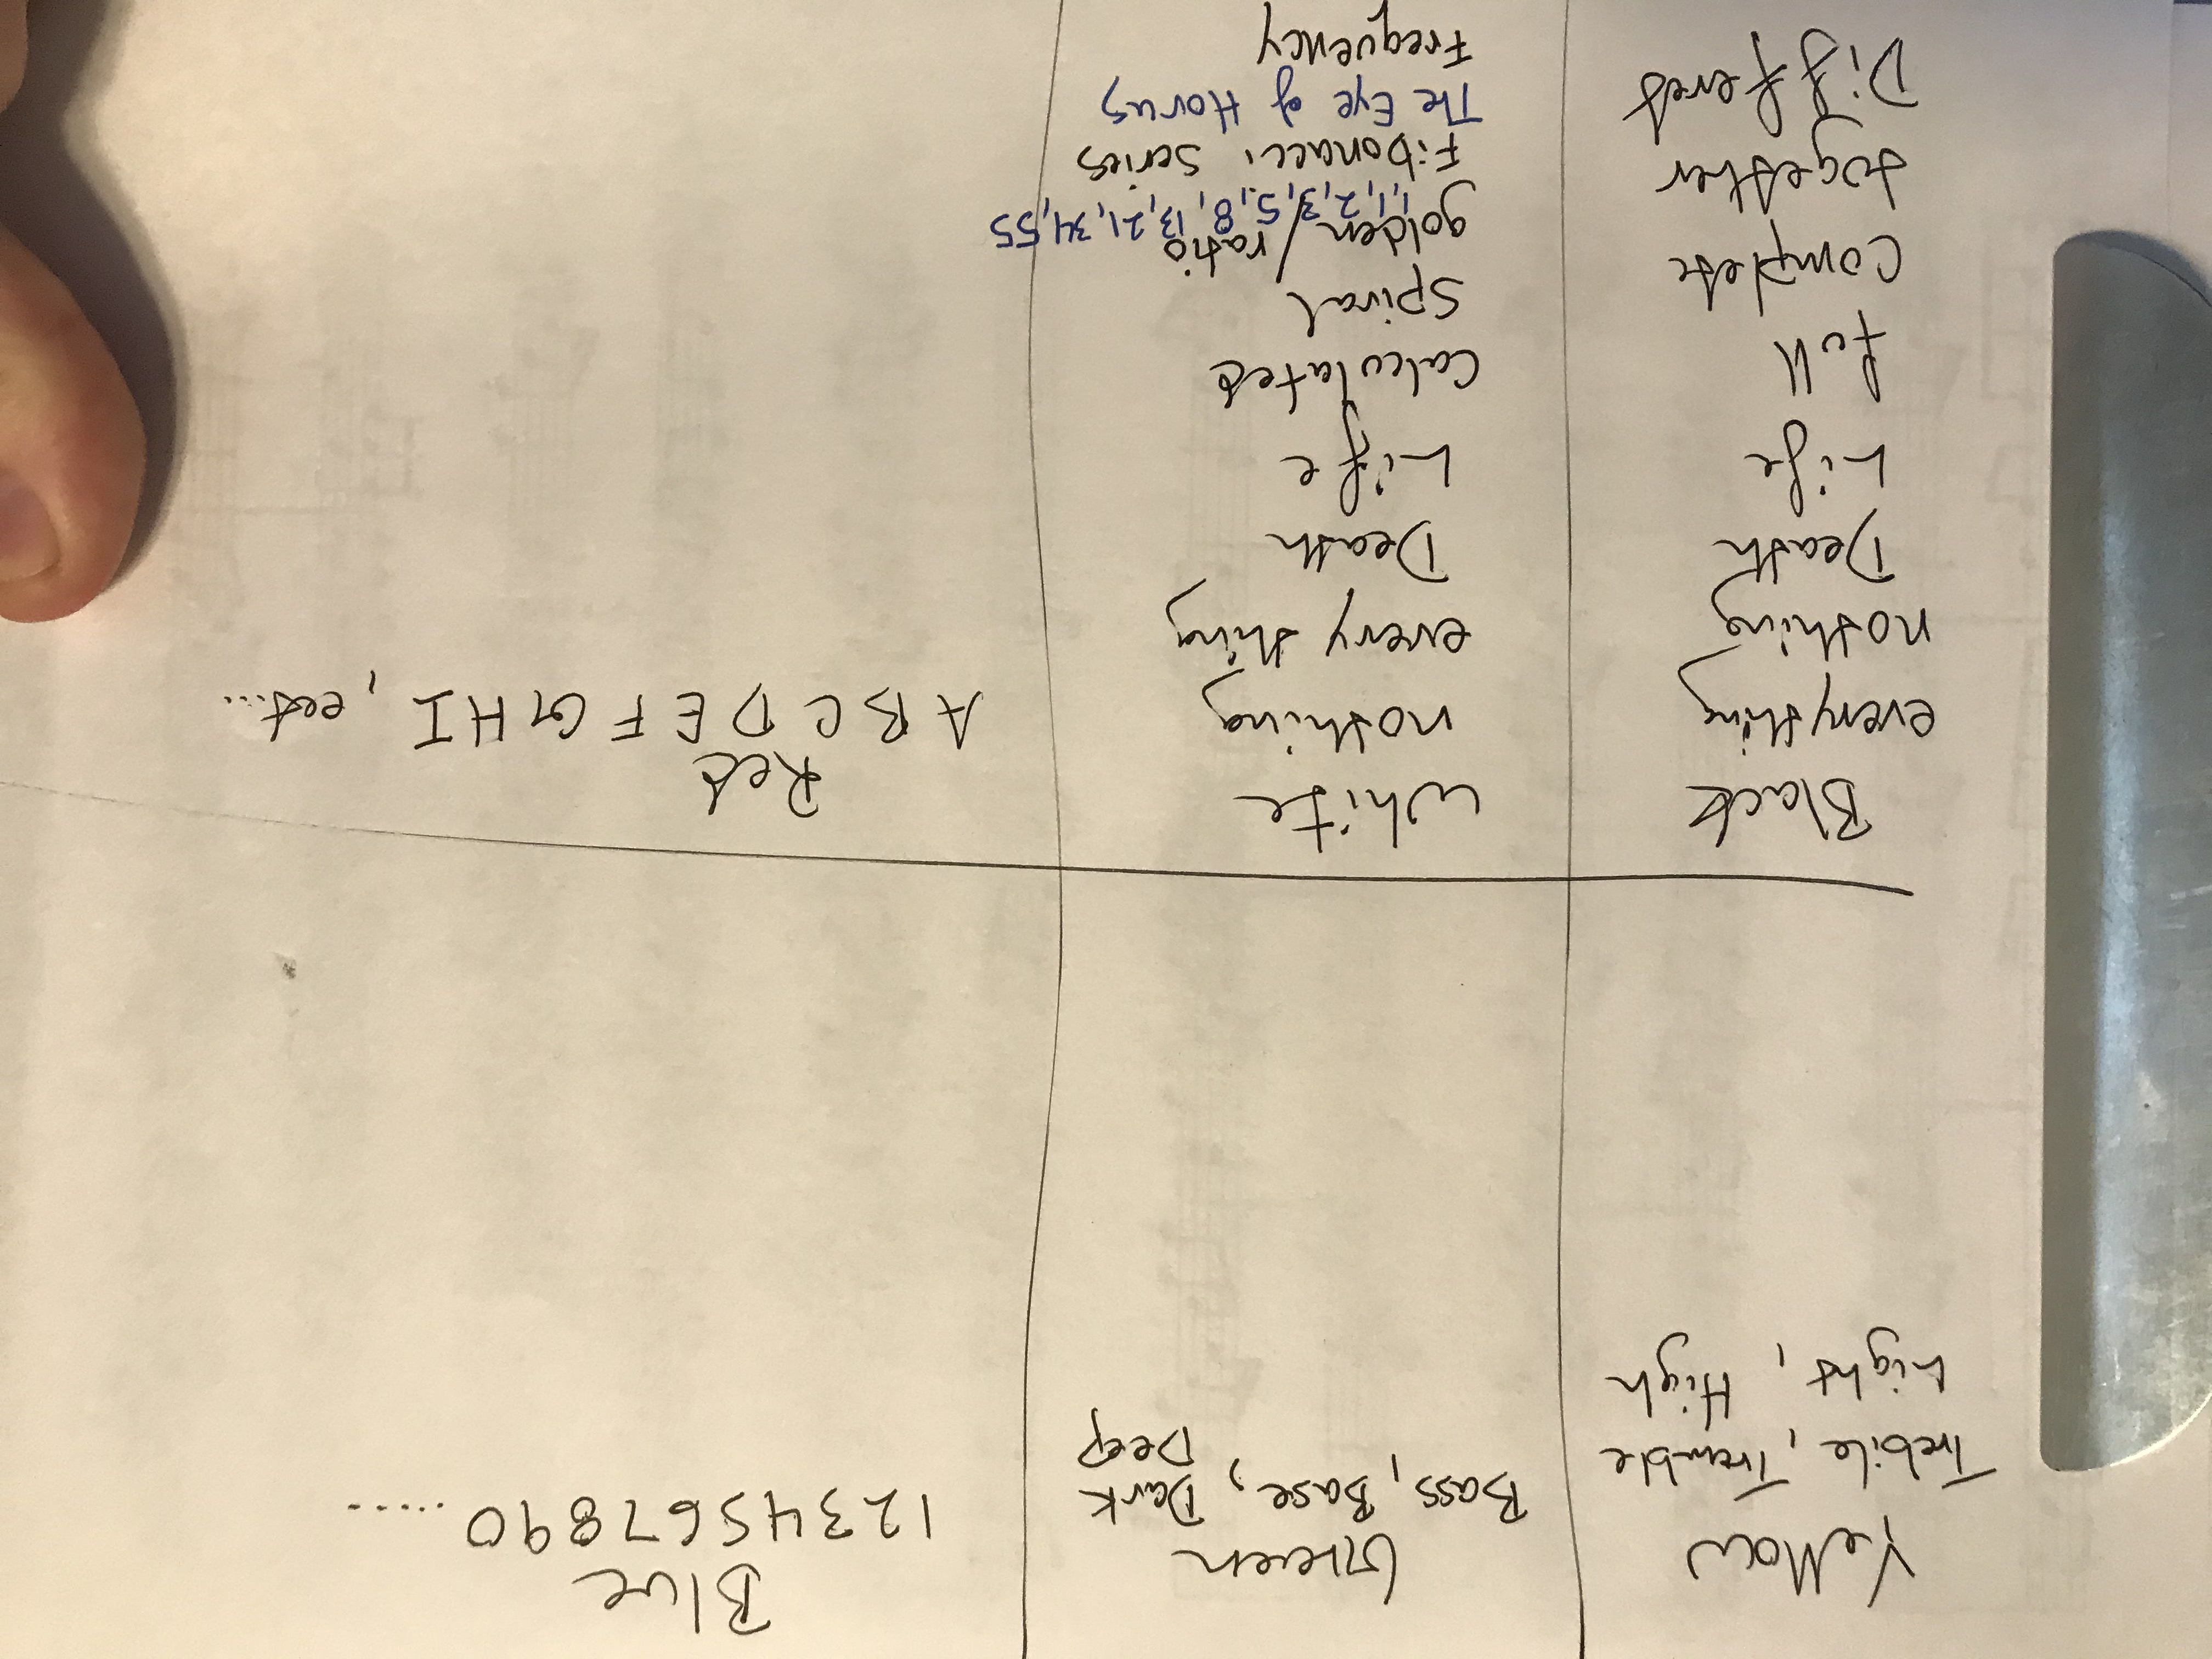 Yellow
Trebile, Tremble
Light, High
Green
Bass, Base, Dark
Deep
Blue
1234567890.....
Black
everything
nothing
Death
Life
full
complete
together
Differet
White
nothing
every thing
Death
Life
Calculated
Spiral
golden/ratio
1,1,2,3,5,8,13,21,34,55
Fibonacci Series
The Eye of Horus
Frequency
Red
A B C D E F G H I, ect...